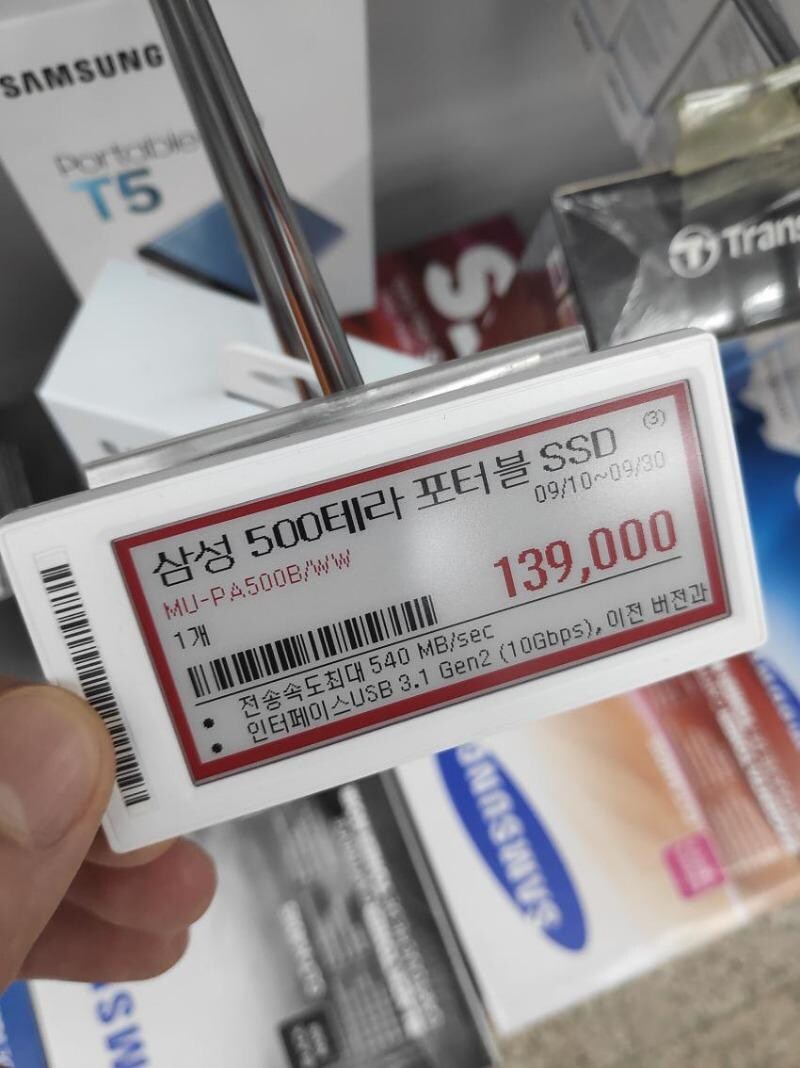 SAMSUNG
Portable
T5
Trans
삼성 500테라 포터블 SSD
(3)
09/10~09/30
MU-PA500B/WW
139,000
1개
전송속도최대 540 MB/sec
인터페이스USB 3.1 Gen2 (10Gbps), 이전 버전과
SAMSUNG